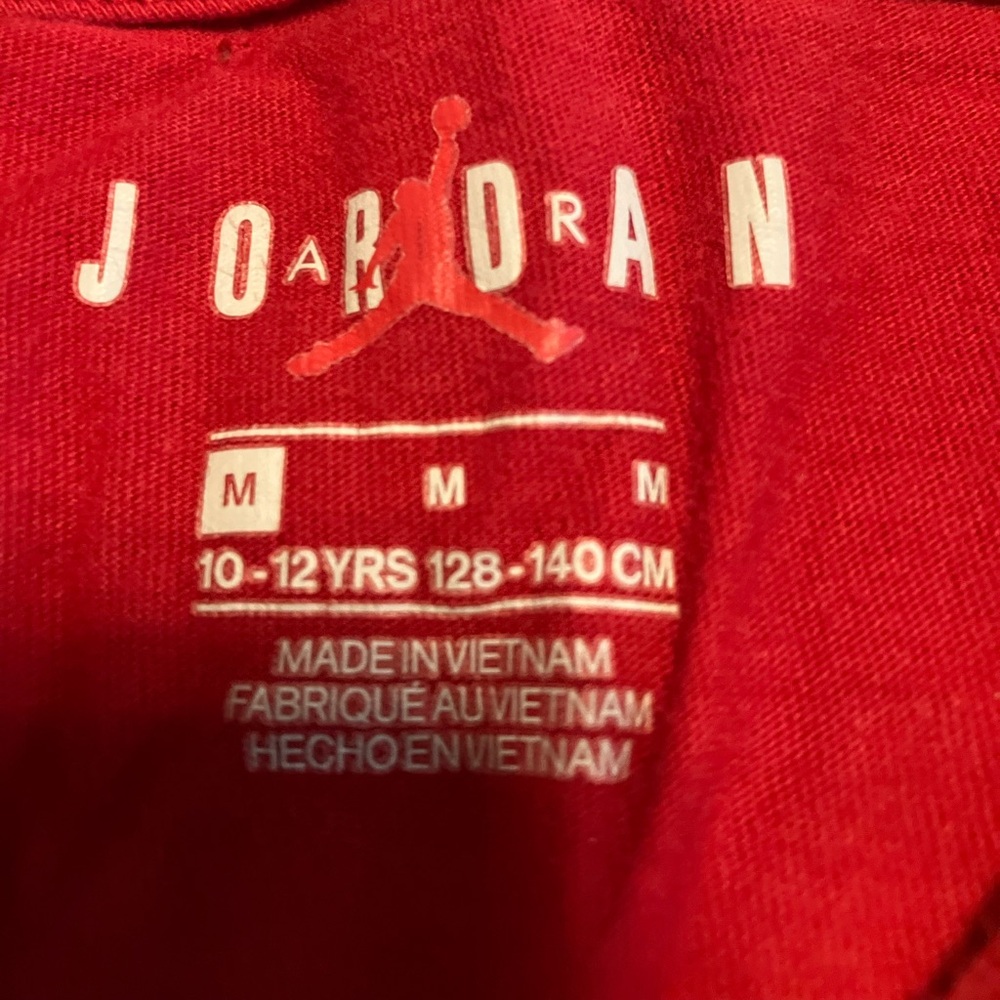 JORDAN
AIR
M M M
10-12YRS 128-140CM
MADE IN VIETNAM
FABRIQUÉ AU VIETNAM
HECHO EN VIETNAM